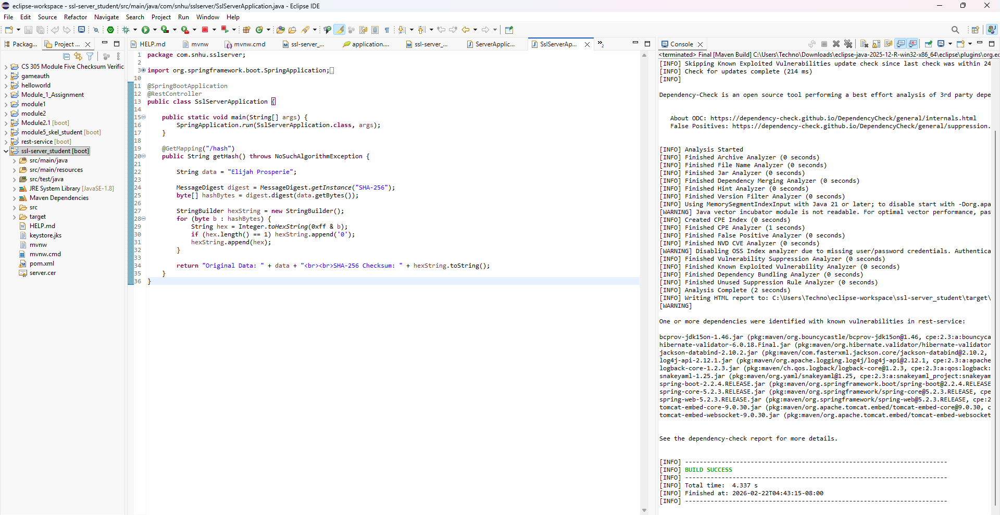 eclipse-workspace - ssl-server_student/src/main/java/com/snhu/sslserver/SslServerApplication.java - Eclipse IDE
File Edit Source Refactor Navigate Search Project Run Window Help
Packag... Project ...
CS 305 Module Five Checksum Verific
gameauth
helloworld
Module_1_Assignment
module1
module2
Module2.1 [boot]
module5_skel_student [boot]
rest-service [boot]
ssl-server_student [boot]
src/main/java
src/main/resources
src/test/java
JRE System Library [JavaSE-1.8]
Maven Dependencies
src
target
HELP.md
keystore.jks
mvnw
mvnw.cmd
pom.xml
server.cer
HELP.md mvnw mvnw.cmd ssl-server_... application.... ssl-server_... ServerApplic... SslServerAp... »2
1 package com.snhu.sslserver;
2
3 import org.springframework.boot.SpringApplication;
10
11 @SpringBootApplication
12 @RestController
13 public class SslServerApplication {
14
15 public static void main(String[] args) {
16 SpringApplication.run(SslServerApplication.class, args);
17 }
18
19 @GetMapping("/hash")
20 public String getHash() throws NoSuchAlgorithmException {
21
22 String data = "Elijah Prosperie";
23
24 MessageDigest digest = MessageDigest.getInstance("SHA-256");
25 byte[] hashBytes = digest.digest(data.getBytes());
26
27 StringBuilder hexString = new StringBuilder();
28 for (byte b : hashBytes) {
29 String hex = Integer.toHexString(0xff & b);
30 if (hex.length() == 1) hexString.append('0');
31 hexString.append(hex);
32 }
33
34 return "Original Data: " + data + "<br><br>SHA-256 Checksum: " + hexString.toString();
35 }
36 }
Console
<terminated> Final [Maven Build] C:\Users\Techno\Downloads\eclipse-java-2025-12-R-win32-x86_64\eclipse\plugins\org.ec
[INFO] Skipping Known Exploited Vulnerabilities update check since last check was within 24
[INFO] Check for updates complete (214 ms)
[INFO]
Dependency-Check is an open source tool performing a best effort analysis of 3rd party depe
About ODC: https://dependency-check.github.io/DependencyCheck/general/internals.html
False Positives: https://dependency-check.github.io/DependencyCheck/general/suppression.
[INFO] Analysis Started
[INFO] Finished Archive Analyzer (0 seconds)
[INFO] Finished File Name Analyzer (0 seconds)
[INFO] Finished Jar Analyzer (0 seconds)
[INFO] Finished Dependency Merging Analyzer (0 seconds)
[INFO] Finished Hint Analyzer (0 seconds)
[INFO] Finished Version Filter Analyzer (0 seconds)
[INFO] Using MemorySegmentIndexInput with Java 21 or later; to disable start with -Dorg.apa
[WARNING] Java vector incubator module is not readable. For optimal vector performance, pas
[INFO] Created CPE Index (0 seconds)
[INFO] Finished CPE Analyzer (1 seconds)
[INFO] Finished False Positive Analyzer (0 seconds)
[INFO] Finished NVD CVE Analyzer (0 seconds)
[WARNING] Disabling OSS Index analyzer due to missing user/password credentials. Authentica
[INFO] Finished Vulnerability Suppression Analyzer (0 seconds)
[INFO] Finished Known Exploited Vulnerability Analyzer (0 seconds)
[INFO] Finished Dependency Bundling Analyzer (0 seconds)
[INFO] Finished Unused Suppression Rule Analyzer (0 seconds)
[INFO] Analysis Complete (2 seconds)
[INFO] Writing HTML report to: C:\Users\Techno\eclipse-workspace\ssl-server_student\target\
[WARNING]
One or more dependencies were identified with known vulnerabilities in rest-service:
bcprov-jdk15on-1.46.jar (pkg:maven/org.bouncycastle/bcprov-jdk15on@1.46, cpe:2.3:a:bouncyca
hibernate-validator-6.0.18.Final.jar (pkg:maven/org.hibernate.validator/hibernate-validator
jackson-databind-2.10.2.jar (pkg:maven/com.fasterxml.jackson.core/jackson-databind@2.10.2,
log4j-api-2.12.1.jar (pkg:maven/org.apache.logging.log4j/log4j-api@2.12.1, cpe:2.3:a:apache
logback-core-1.2.3.jar (pkg:maven/ch.qos.logback/logback-core@1.2.3, cpe:2.3:a:qos:logback:
snakeyaml-1.25.jar (pkg:maven/org.yaml/snakeyaml@1.25, cpe:2.3:a:snakeyaml_project:snakeyam
spring-boot-2.2.4.RELEASE.jar (pkg:maven/org.springframework.boot/spring-boot@2.2.4.RELEASE
spring-core-5.2.3.RELEASE.jar (pkg:maven/org.springframework/spring-core@5.2.3.RELEASE, cpe
spring-web-5.2.3.RELEASE.jar (pkg:maven/org.springframework/spring-web@5.2.3.RELEASE, cpe:2
tomcat-embed-core-9.0.30.jar (pkg:maven/org.apache.tomcat.embed/tomcat-embed-core@9.0.30, c
tomcat-embed-websocket-9.0.30.jar (pkg:maven/org.apache.tomcat.embed/tomcat-embed-websocket
See the dependency-check report for more details.
[INFO] ------------------------------------------------------------------------
[INFO] BUILD SUCCESS
[INFO] ------------------------------------------------------------------------
[INFO] Total time:  4.337 s
[INFO] Finished at: 2026-02-22T04:43:15-08:00
[INFO] ------------------------------------------------------------------------